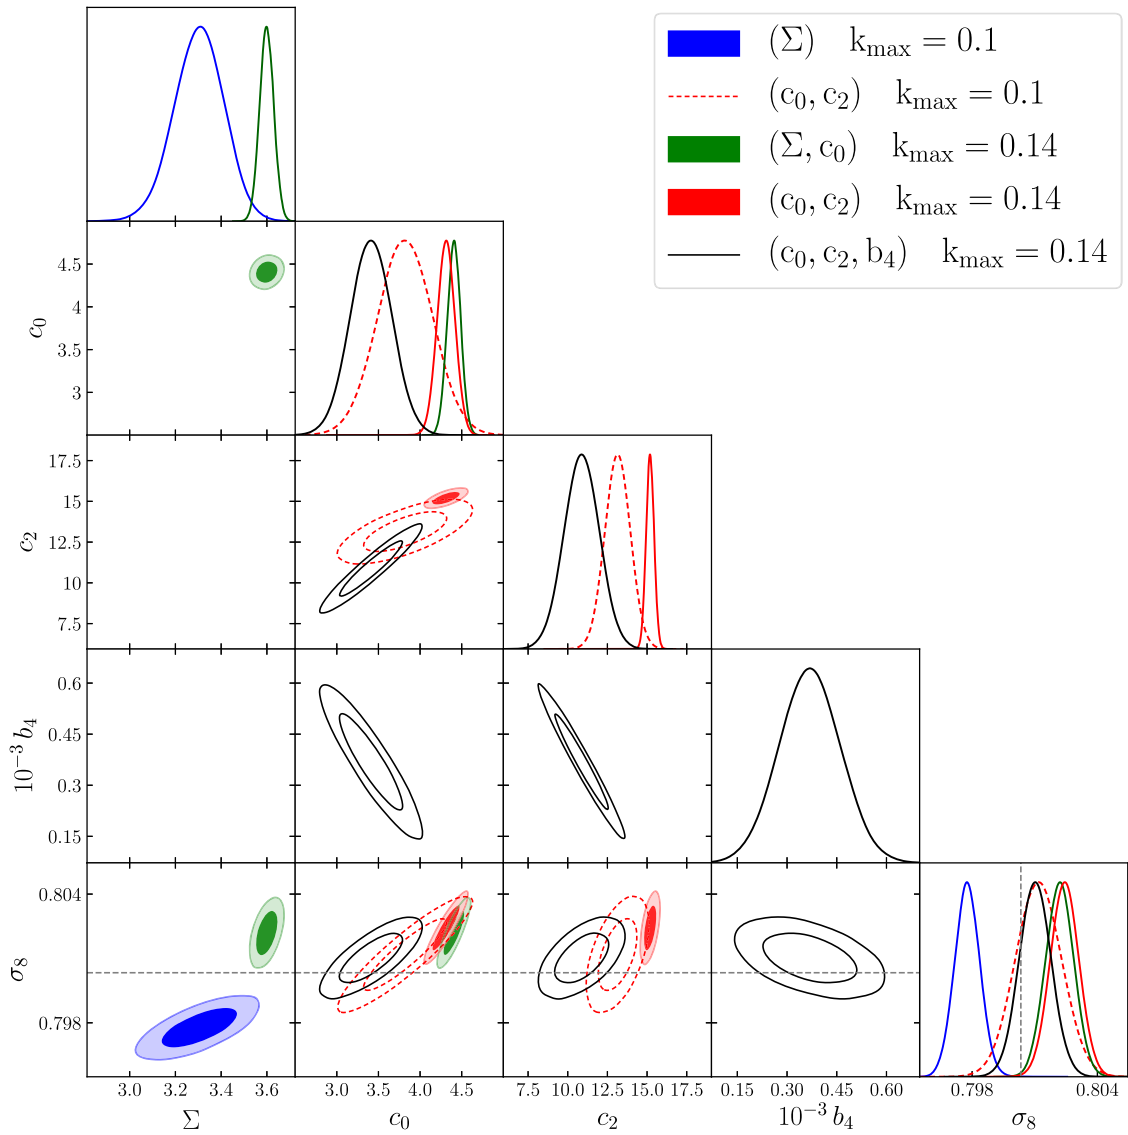 (Σ) k_max = 0.1
(c₀, c₂) k_max = 0.1
(Σ, c₀) k_max = 0.14
(c₀, c₂) k_max = 0.14
(c₀, c₂, b₄) k_max = 0.14
4.5
4
3.5
3
c₀
17.5
15
12.5
10
7.5
c₂
0.6
0.45
0.3
0.15
10⁻³ b₄
0.804
0.798
σ₈
3.0 3.2 3.4 3.6
3.0 3.5 4.0 4.5
7.5 10.0 12.5 15.0 17.5
0.15 0.30 0.45 0.60
0.798 0.804
Σ
c₀
c₂
10⁻³ b₄
σ₈